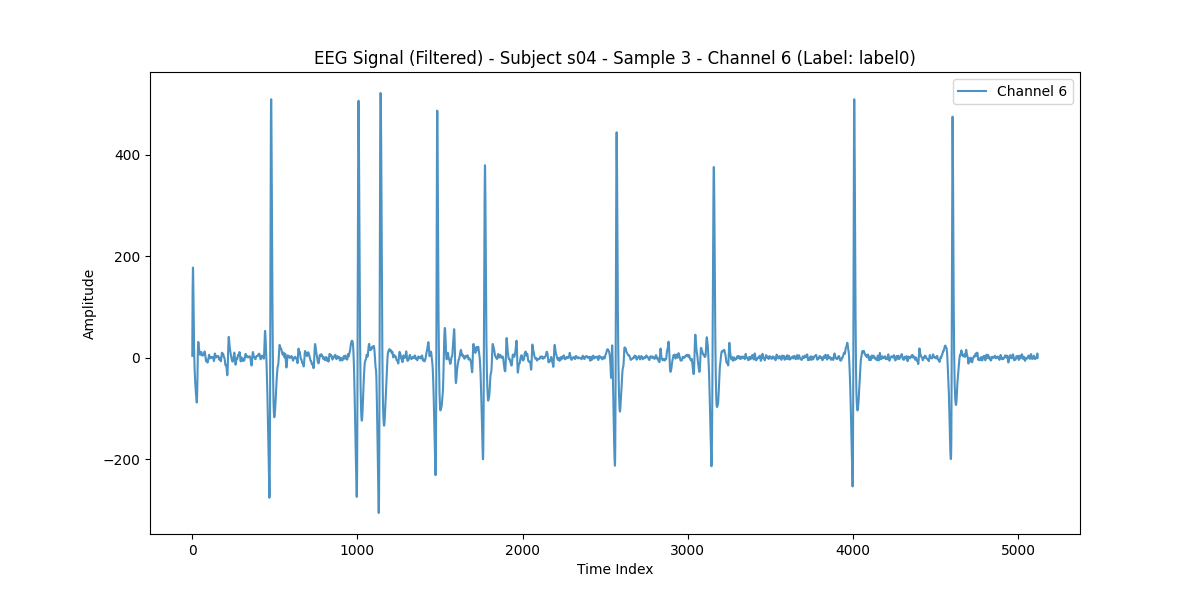 EEG Signal (Filtered) - Subject s04 - Sample 3 - Channel 6 (Label: label0)
Channel 6
Amplitude
400
200
0
−200
0 1000 2000 3000 4000 5000
Time Index